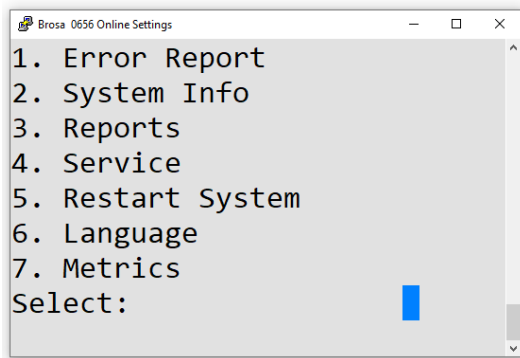 Brosa 0656 Online Settings
1. Error Report
2. System Info
3. Reports
4. Service
5. Restart System
6. Language
7. Metrics
Select: